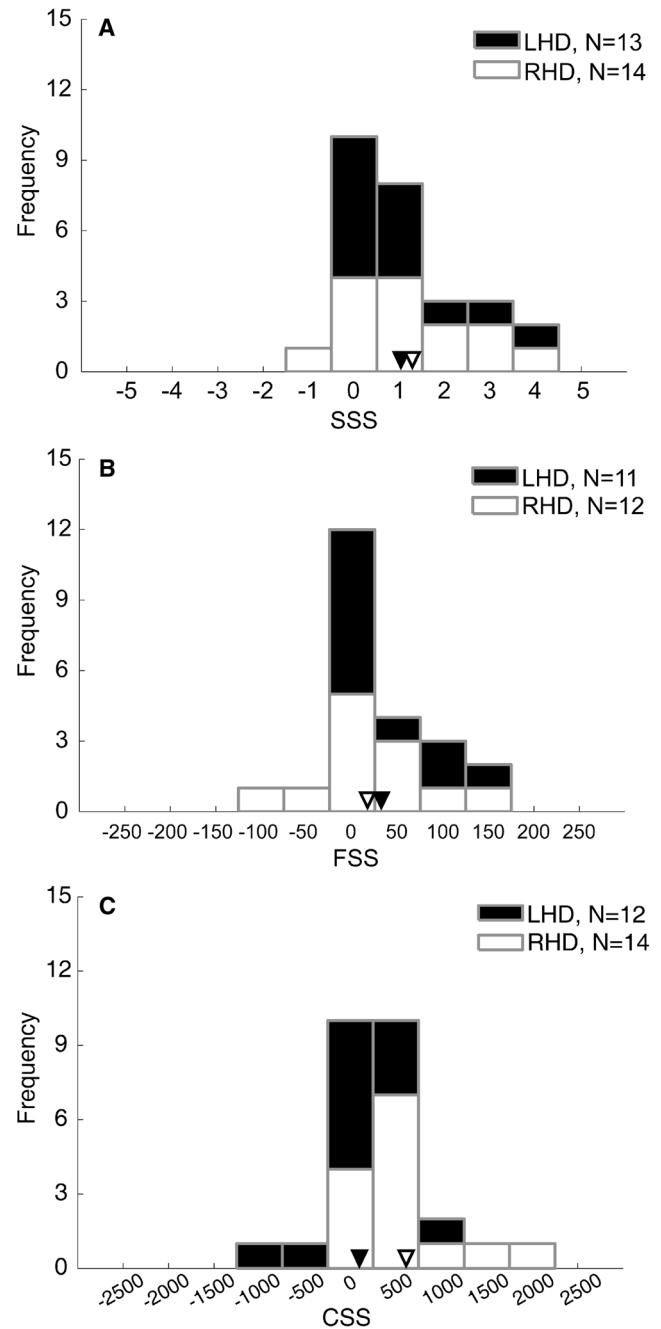 A
LHD, N=13
RHD, N=14
Frequency
15
12
9
6
3
0
-5 -4 -3 -2 -1 0 1 2 3 4 5
SSS
B
LHD, N=11
RHD, N=12
Frequency
15
12
9
6
3
0
-250 -200 -150 -100 -50 0 50 100 150 200 250
FSS
C
LHD, N=12
RHD, N=14
Frequency
15
12
9
6
3
0
-2500 -2000 -1500 -1000 -500 0 500 1000 1500 2000 2500
CSS